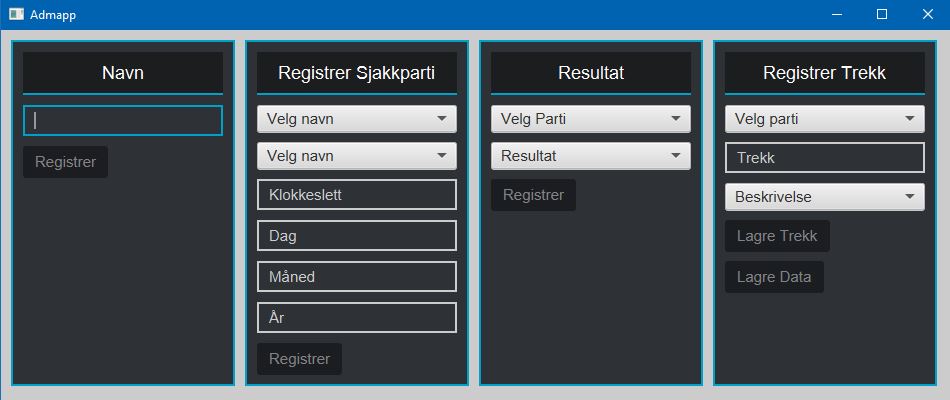 Admapp
Navn
Registrer
Registrer Sjakkparti
Velg navn
Velg navn
Klokkeslett
Dag
Måned
År
Registrer
Resultat
Velg Parti
Resultat
Registrer
Registrer Trekk
Velg parti
Trekk
Beskrivelse
Lagre Trekk
Lagre Data